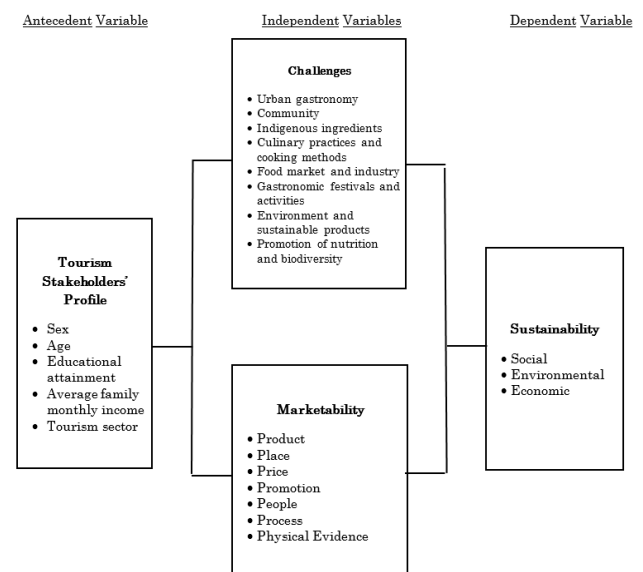 Antecedent Variable
Independent Variables
Dependent Variable
Tourism
Stakeholders'
Profile
• Sex
• Age
• Educational
attainment
• Average family
monthly income
• Tourism sector
Challenges
• Urban gastronomy
• Community
• Indigenous ingredients
• Culinary practices and
cooking methods
• Food market and industry
• Gastronomic festivals and
activities
• Environment and
sustainable products
• Promotion of nutrition
and biodiversity
Marketability
• Product
• Place
• Price
• Promotion
• People
• Process
• Physical Evidence
Sustainability
• Social
• Environmental
• Economic